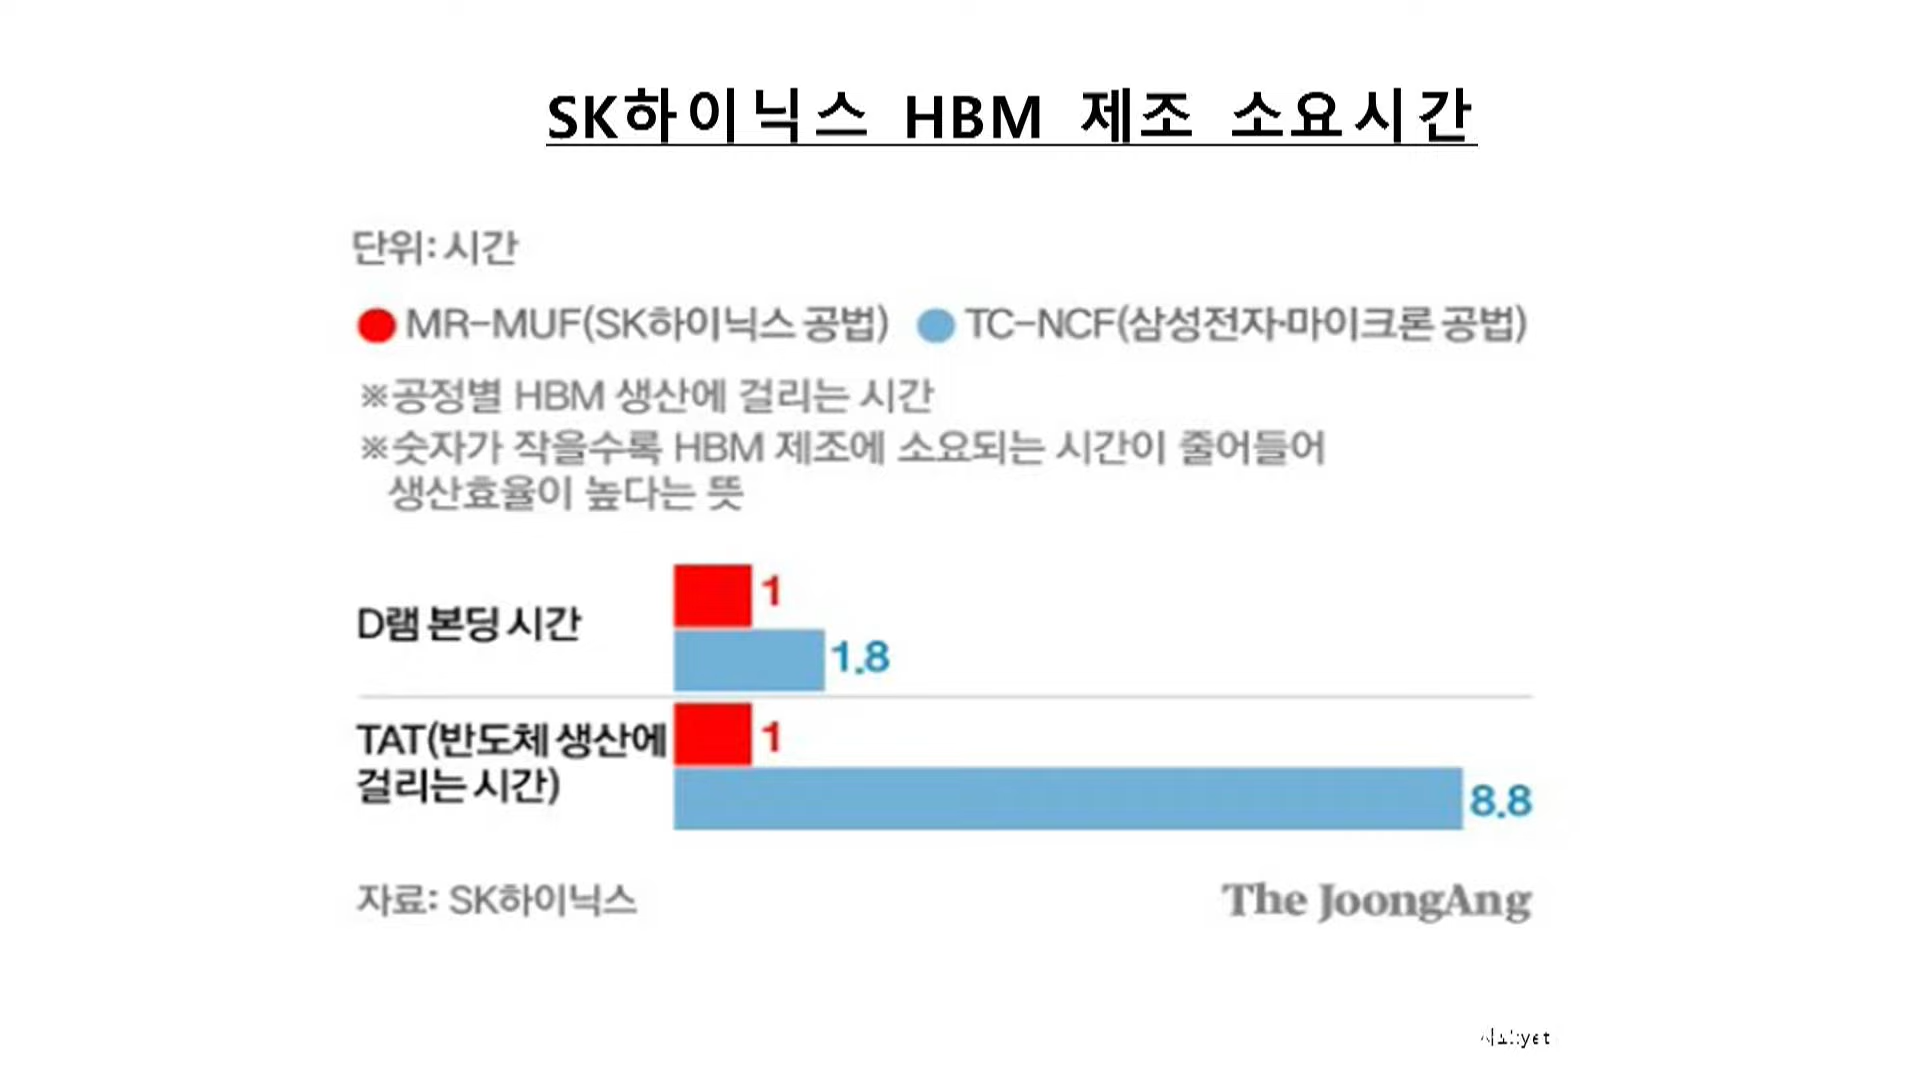 SK하이닉스 HBM 제조 소요시간
단위: 시간
MR-MUF(SK하이닉스 공법) TC-NCF(삼성전자·마이크론 공법)
※공정별 HBM 생산에 걸리는 시간
※숫자가 작을수록 HBM 제조에 소요되는 시간이 줄어들어
생산효율이 높다는 뜻
D램 본딩 시간
1
1.8
TAT(반도체 생산에
걸리는 시간)
1
8.8
자료: SK하이닉스
The JoongAng